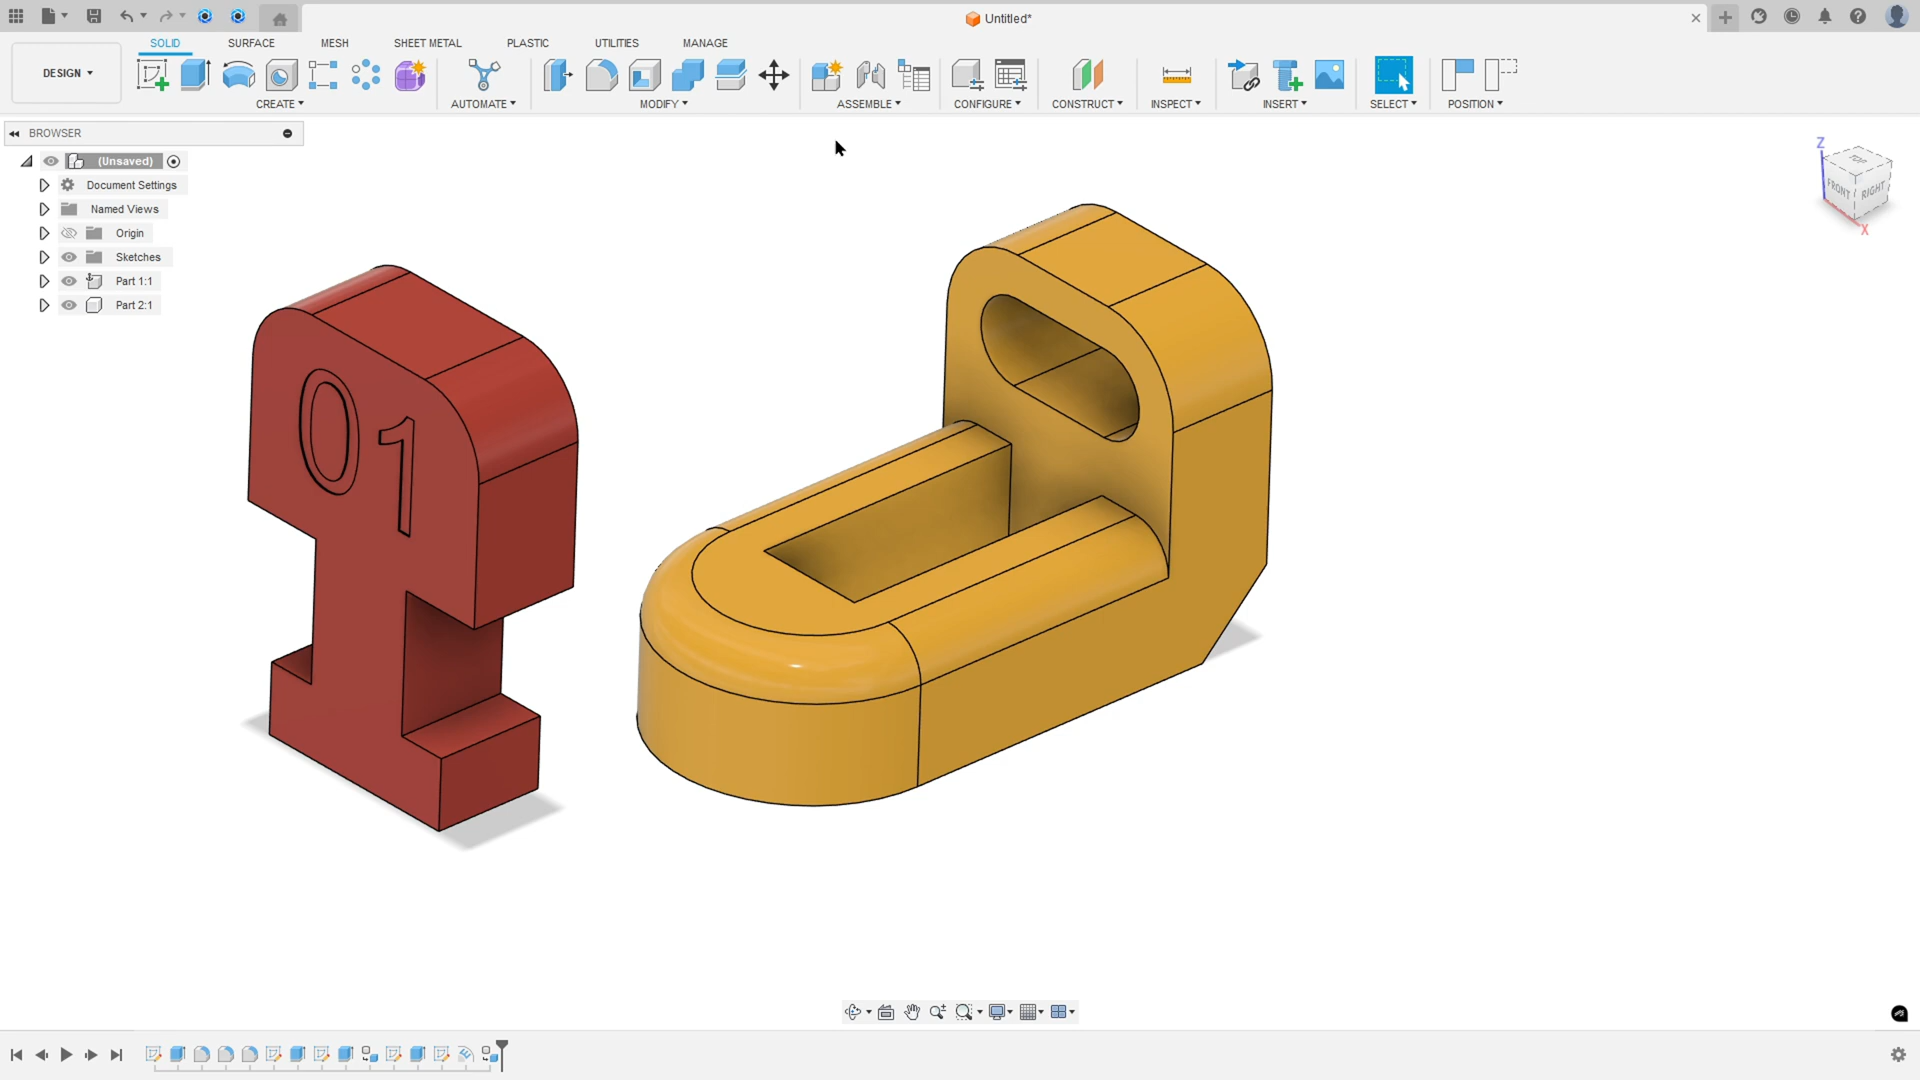 Untitled*
DESIGN
SOLID
SURFACE
MESH
SHEET METAL
PLASTIC
UTILITIES
MANAGE
CREATE
AUTOMATE
MODIFY
ASSEMBLE
CONFIGURE
CONSTRUCT
INSPECT
INSERT
SELECT
POSITION
BROWSER
(Unsaved)
Document Settings
Named Views
Origin
Sketches
Part 1:1
Part 2:1
01
Z
TOP
FRONT
RIGHT
X